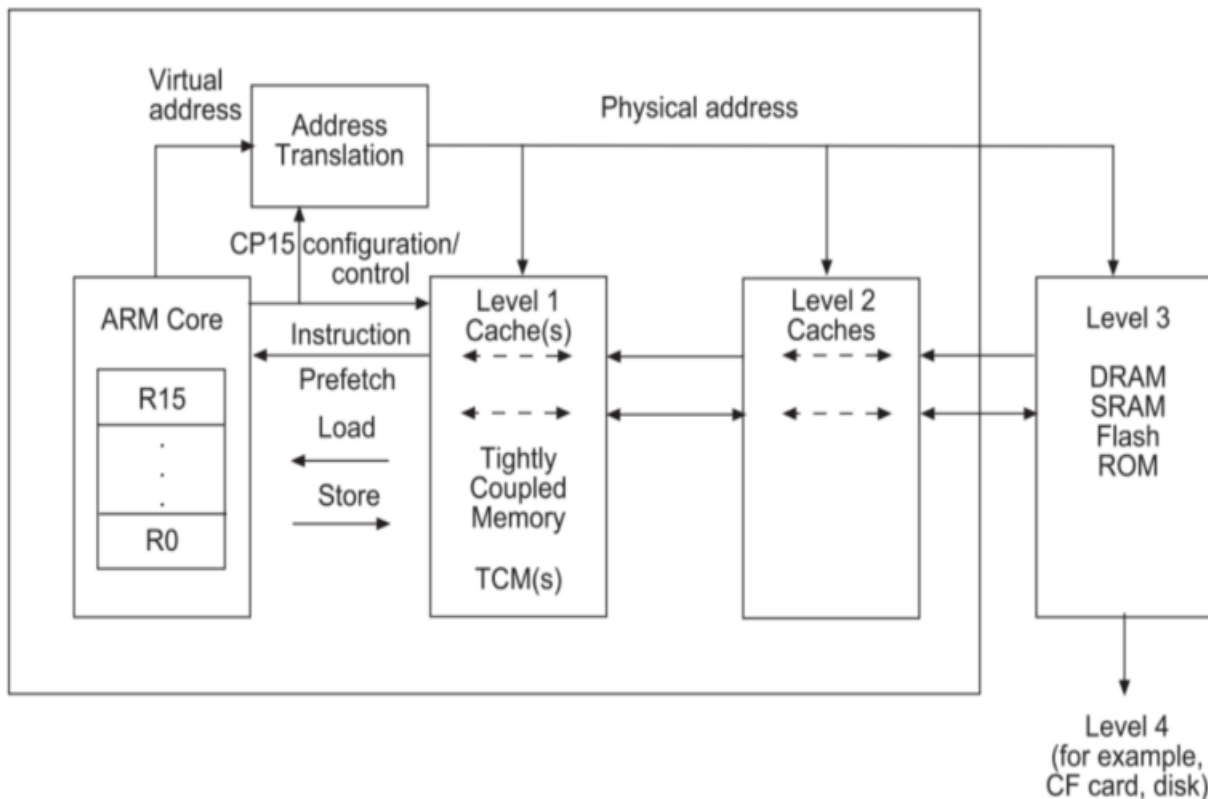 Virtual
address
Address
Translation
Physical address
CP15 configuration/
control
ARM Core
R15
.
.
.
R0
Instruction
Prefetch
Load
Store
Level 1
Cache(s)
Tightly
Coupled
Memory
TCM(s)
Level 2
Caches
Level 3
DRAM
SRAM
Flash
ROM
Level 4
(for example,
CF card, disk)